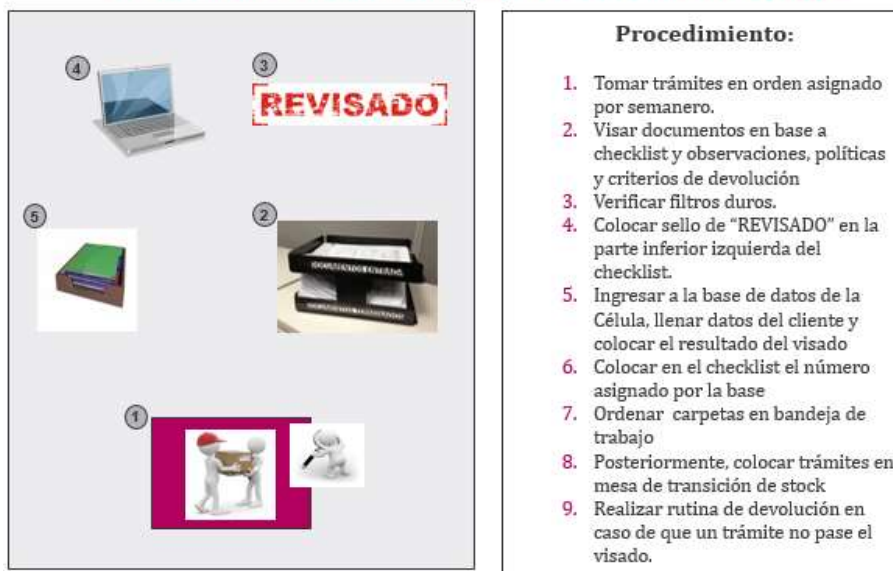 4
3
REVISADO
5
2
DOCUMENTOS ENTRADA
1
Procedimiento:
1. Tomar trámites en orden asignado
por semanero.
2. Visar documentos en base a
checklist y observaciones, políticas
y criterios de devolución
3. Verificar filtros duros.
4. Colocar sello de “REVISADO” en la
parte inferior izquierda del
checklist.
5. Ingresar a la base de datos de la
Célula, llenar datos del cliente y
colocar el resultado del visado
6. Colocar en el checklist el número
asignado por la base
7. Ordenar carpetas en bandeja de
trabajo
8. Posteriormente, colocar trámites en
mesa de transición de stock
9. Realizar rutina de devolución en
caso de que un trámite no pase el
visado.